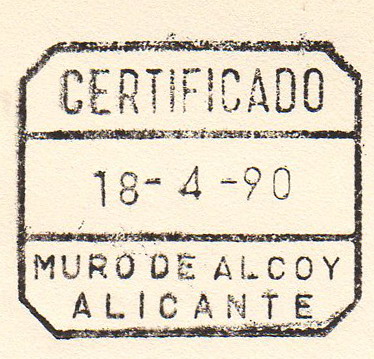 CERTIFICADO
18-4-90
MURO DE ALCOY
ALICANTE